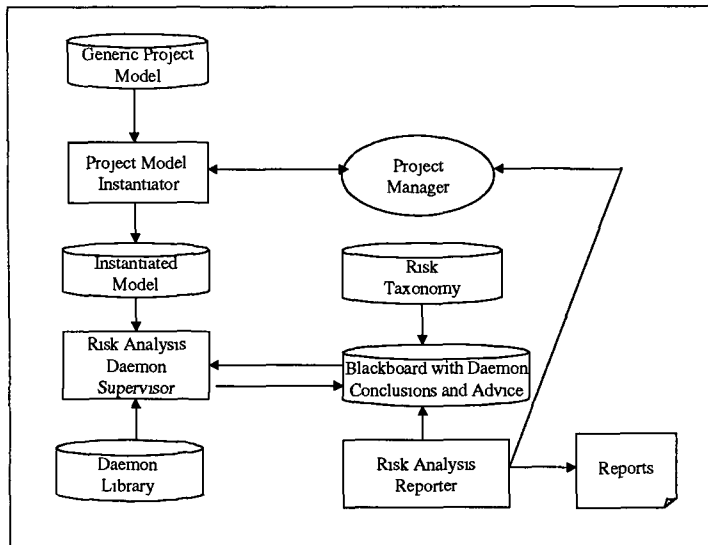 Generic Project
Model
Project Model
Instantiator
Project
Manager
Instantiated
Model
Risk
Taxonomy
Risk Analysis
Daemon
Supervisor
Blackboard with Daemon
Conclusions and Advice
Daemon
Library
Risk Analysis
Reporter
Reports